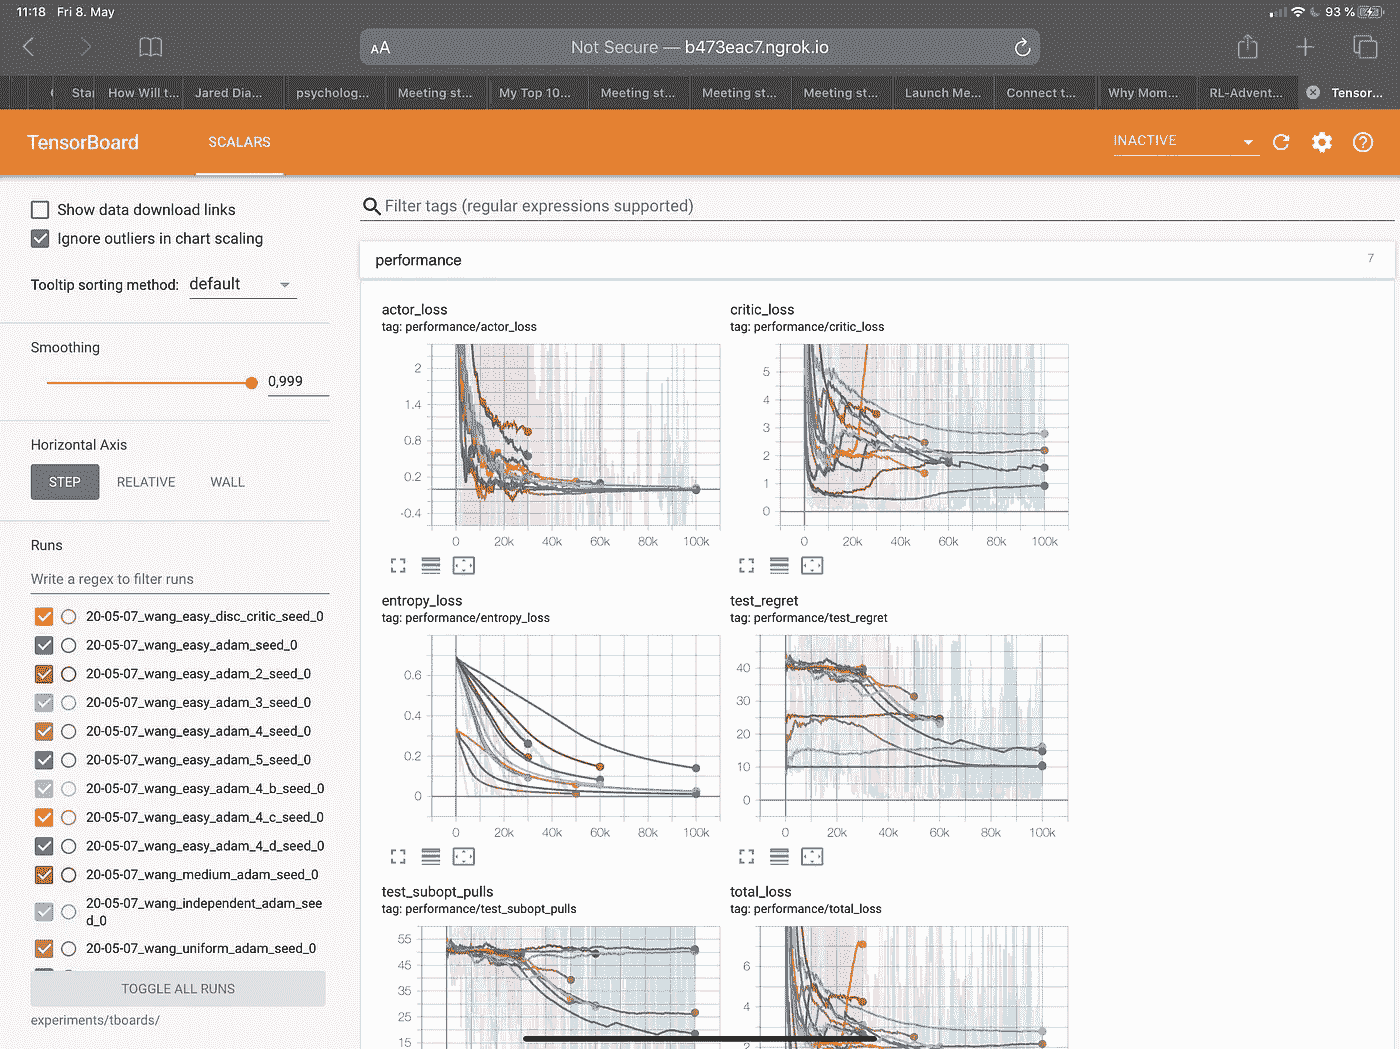 11:18 Fri 8. May
93 %
AA Not Secure — b473eac7.ngrok.io
Stai How Will t... Jared Dia... psycholog... Meeting st... My Top 10... Meeting st... Meeting st... Meeting st... Launch Me... Connect t... Why Mom... RL-Advent... Tensor...
TensorBoard SCALARS INACTIVE
Show data download links
Ignore outliers in chart scaling
Tooltip sorting method: default
Smoothing
0,999
Horizontal Axis
STEP RELATIVE WALL
Runs
Write a regex to filter runs
20-05-07_wang_easy_disc_critic_seed_0
20-05-07_wang_easy_adam_seed_0
20-05-07_wang_easy_adam_2_seed_0
20-05-07_wang_easy_adam_3_seed_0
20-05-07_wang_easy_adam_4_seed_0
20-05-07_wang_easy_adam_5_seed_0
20-05-07_wang_easy_adam_4_b_seed_0
20-05-07_wang_easy_adam_4_c_seed_0
20-05-07_wang_easy_adam_4_d_seed_0
20-05-07_wang_medium_adam_seed_0
20-05-07_wang_independent_adam_see
d_0
20-05-07_wang_uniform_adam_seed_0
TOGGLE ALL RUNS
experiments/tboards/
Filter tags (regular expressions supported)
performance 7
actor_loss
tag: performance/actor_loss
2
1.4
0.8
0.2
-0.4
0 20k 40k 60k 80k 100k
critic_loss
tag: performance/critic_loss
5
4
3
2
1
0
0 20k 40k 60k 80k 100k
entropy_loss
tag: performance/entropy_loss
0.6
0.4
0.2
0
0 20k 40k 60k 80k 100k
test_regret
tag: performance/test_regret
40
30
20
10
0
0 20k 40k 60k 80k 100k
test_subopt_pulls
tag: performance/test_subopt_pulls
55
45
35
25
15
total_loss
tag: performance/total_loss
6
4
2